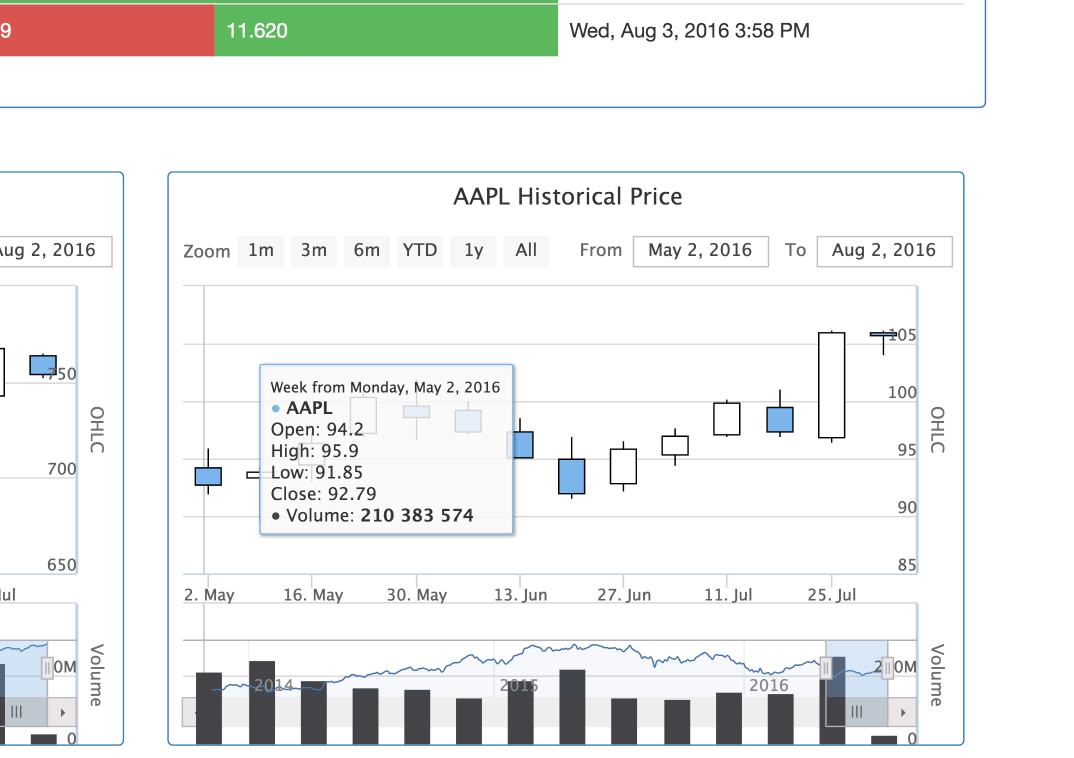 9 11.620 Wed, Aug 3, 2016 3:58 PM
AAPL Historical Price
Aug 2, 2016
Zoom 1m 3m 6m YTD 1y All From May 2, 2016 To Aug 2, 2016
750
700
650
OHLC
Jul
Volume
0M
0
105
100
95
90
85
OHLC
Week from Monday, May 2, 2016
● AAPL
Open: 94.2
High: 95.9
Low: 91.85
Close: 92.79
● Volume: 210 383 574
2. May 16. May 30. May 13. Jun 27. Jun 11. Jul 25. Jul
2014 2015 2016
0M
0
Volume